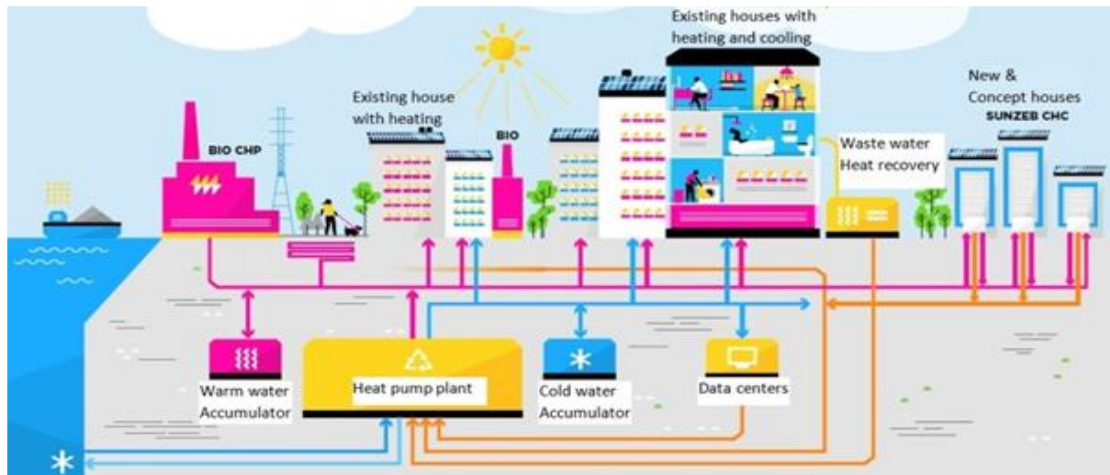 Existing houses with
heating and cooling
Existing house
with heating
BIO CHP
BIO
New &
Concept houses
SUNZEB CHC
Waste water
Heat recovery
Warm water
Accumulator
Heat pump plant
Cold water
Accumulator
Data centers